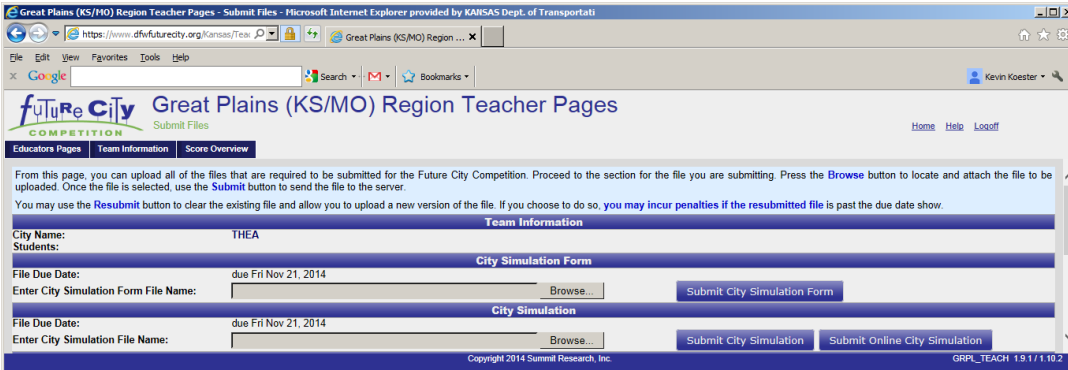 Great Plains (KS/MO) Region Teacher Pages - Submit Files - Microsoft Internet Explorer provided by KANSAS Dept. of Transportati
https://www.dfwfuturecity.org/Kansas/Teac Great Plains (KS/MO) Region ... X
File Edit View Favorites Tools Help
x Google Search Bookmarks Kevin Koester
fuTuRe CiTy Great Plains (KS/MO) Region Teacher Pages
COMPETITION Submit Files Home Help Logoff
Educators Pages Team Information Score Overview
From this page, you can upload all of the files that are required to be submitted for the Future City Competition. Proceed to the section for the file you are submitting. Press the Browse button to locate and attach the file to be
uploaded. Once the file is selected, use the Submit button to send the file to the server.
You may use the Resubmit button to clear the existing file and allow you to upload a new version of the file. If you choose to do so, you may incur penalties if the resubmitted file is past the due date show.
Team Information
City Name: THEA
Students:
City Simulation Form
File Due Date: due Fri Nov 21, 2014
Enter City Simulation Form File Name: Browse... Submit City Simulation Form
City Simulation
File Due Date: due Fri Nov 21, 2014
Enter City Simulation File Name: Browse... Submit City Simulation Submit Online City Simulation
Copyright 2014 Summit Research, Inc. GRPL_TEACH 1.9.1 / 1.10.2